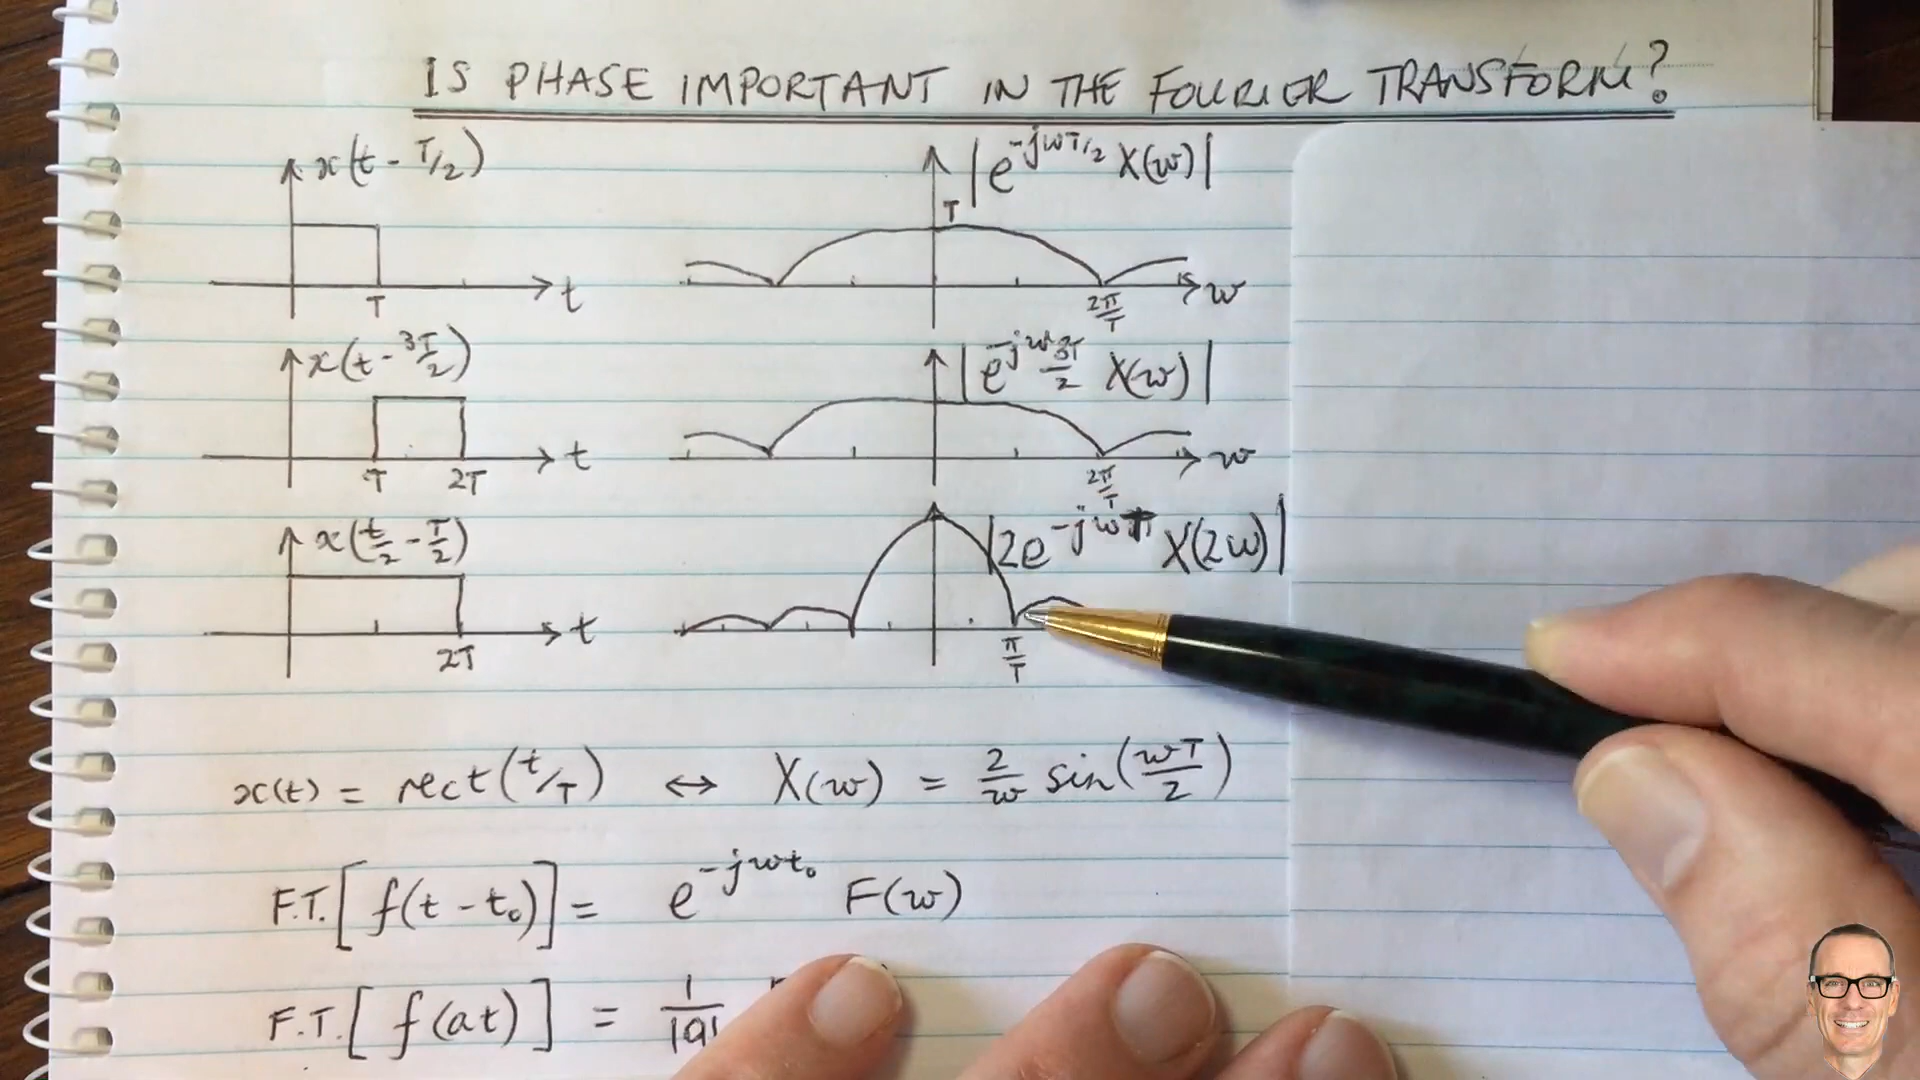 IS PHASE IMPORTANT IN THE FOURIER TRANSFORM?
x(t - T/2)
|e^{-jωT/2} X(ω)|
T
T
t
2π/T
ω
x(t - 3T/2)
|e^{-jω3T/2} X(ω)|
T
2T
t
2π/T
ω
x(t/2 - T/2)
|2e^{-jωT} X(2ω)|
2T
t
π/T
x(t) = rect(t/T) ↔ X(ω) = 2/ω sin(ωT/2)
F.T.[f(t - t₀)] = e^{-jωt₀} F(ω)
F.T.[f(at)] = 1/|a|